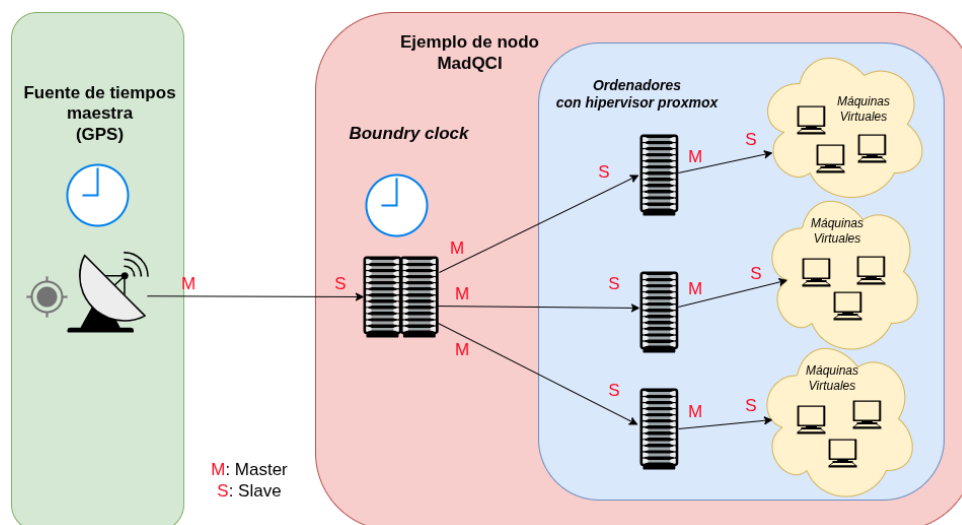 Fuente de tiempos
maestra
(GPS)
M
Ejemplo de nodo
MadQCI
Boundry clock
S
M
M
M
Ordenadores
con hipervisor proxmox
S
M
S
Máquinas
Virtuales
S
M
S
Máquinas
Virtuales
S
M
S
Máquinas
Virtuales
M: Master
S: Slave